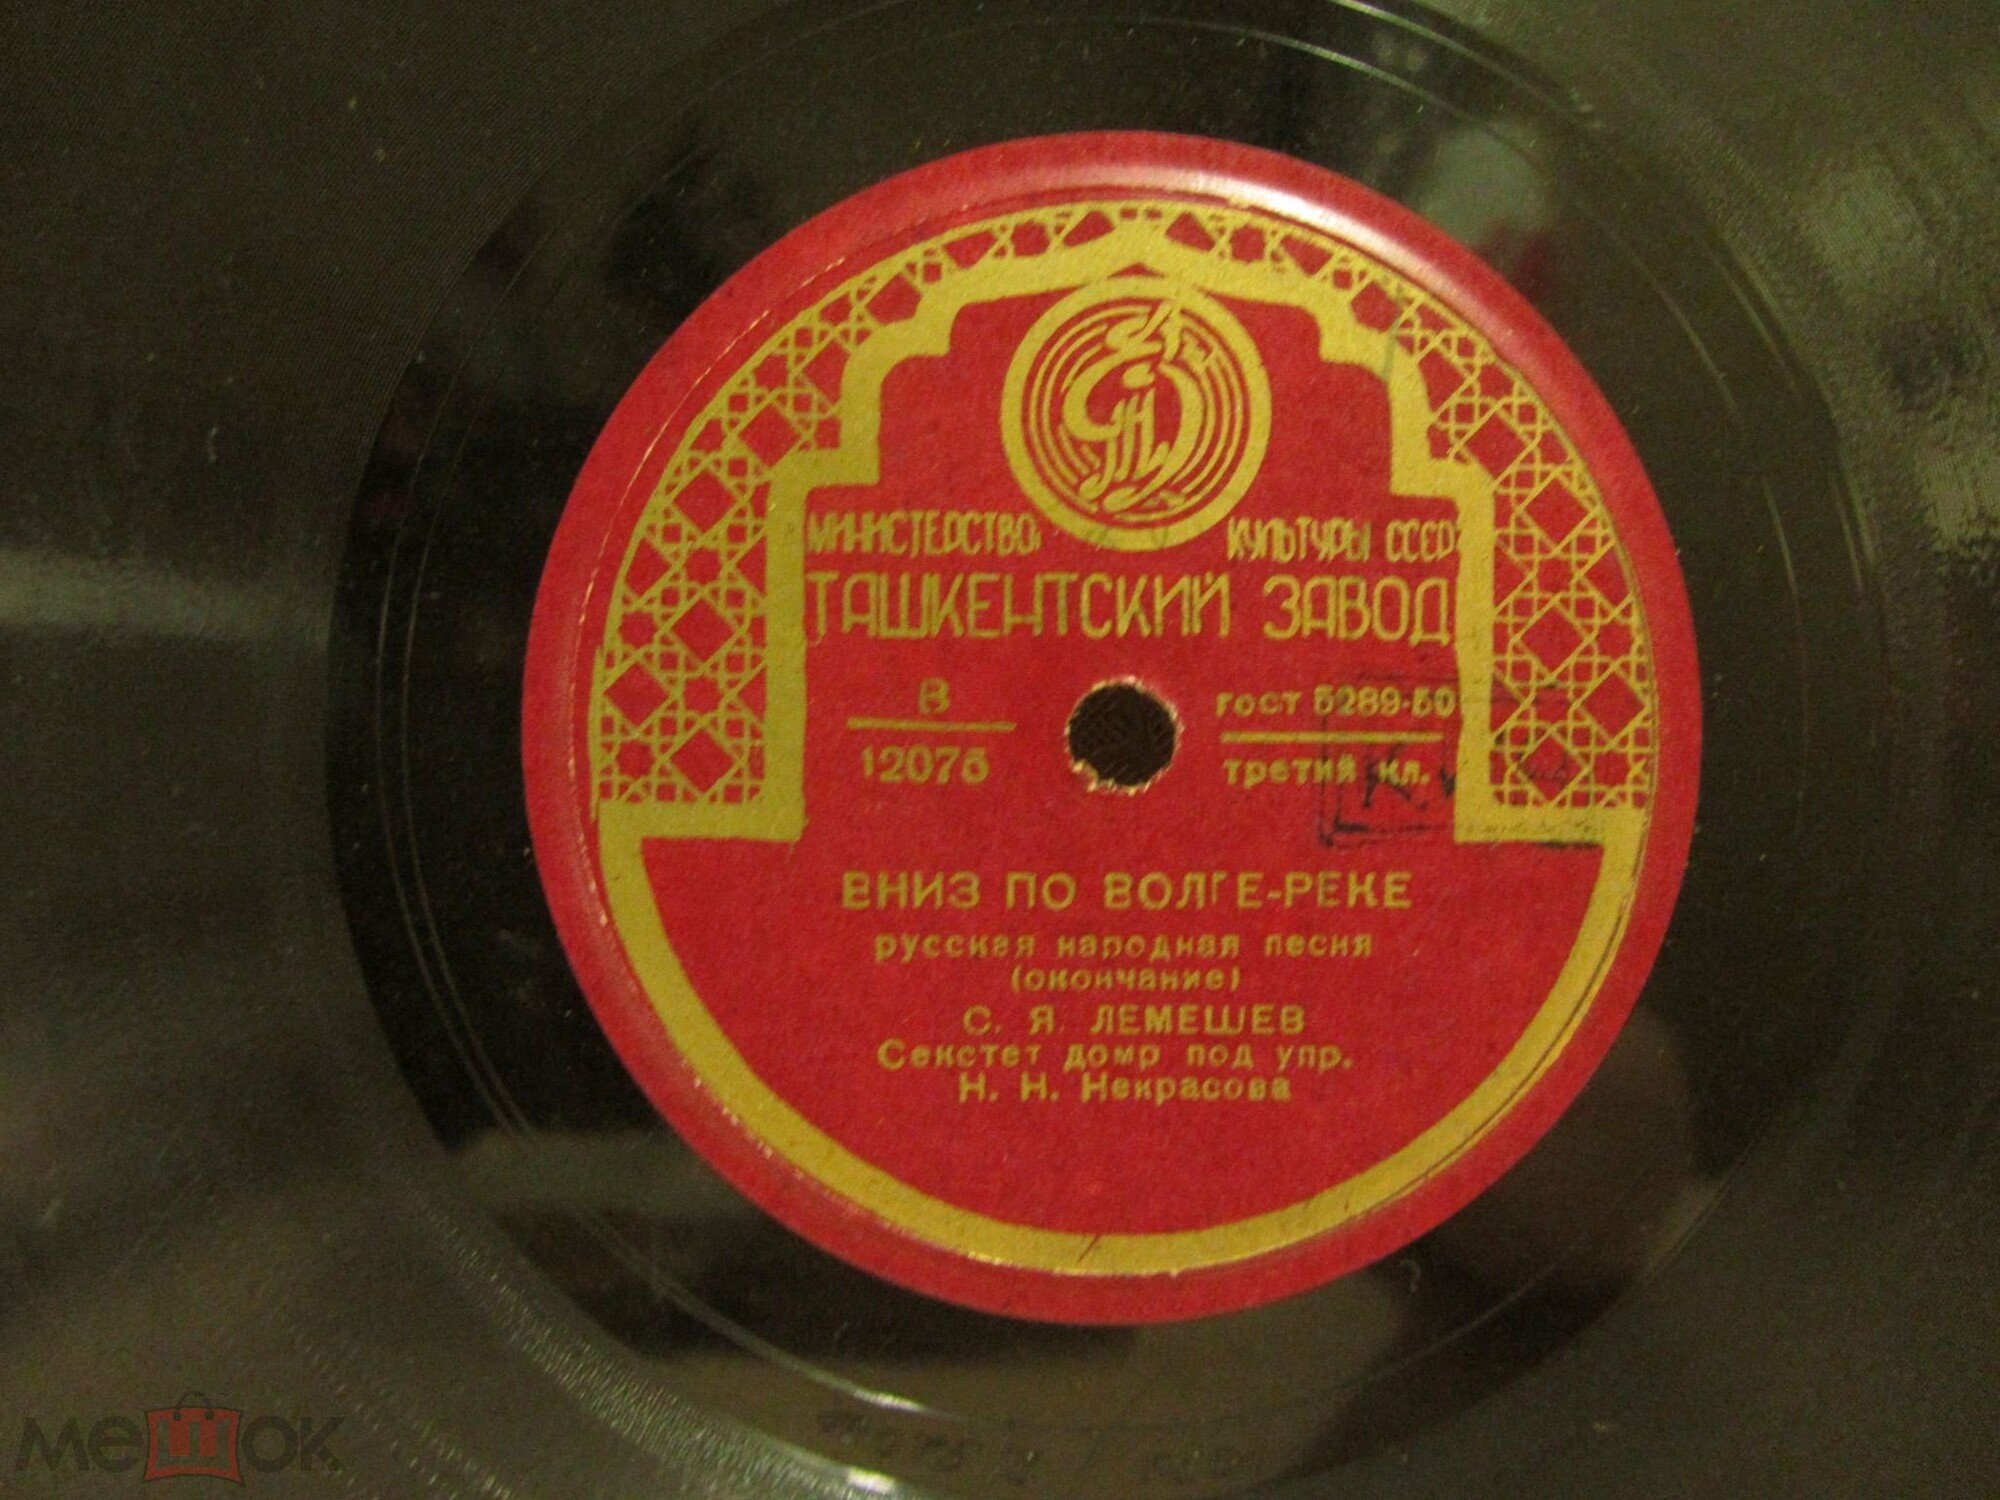 МИНИСТЕРСТВО КУЛЬТУРЫ СССР
ТАШКЕНТСКИЙ ЗАВОД
В
12076
гост 5289-50
третий кл.
ВНИЗ ПО ВОЛГЕ-РЕКЕ
русская народная песня
(окончание)
С. Я. ЛЕМЕШЕВ
Секстет домр под упр.
Н. Н. Некрасова
мешок